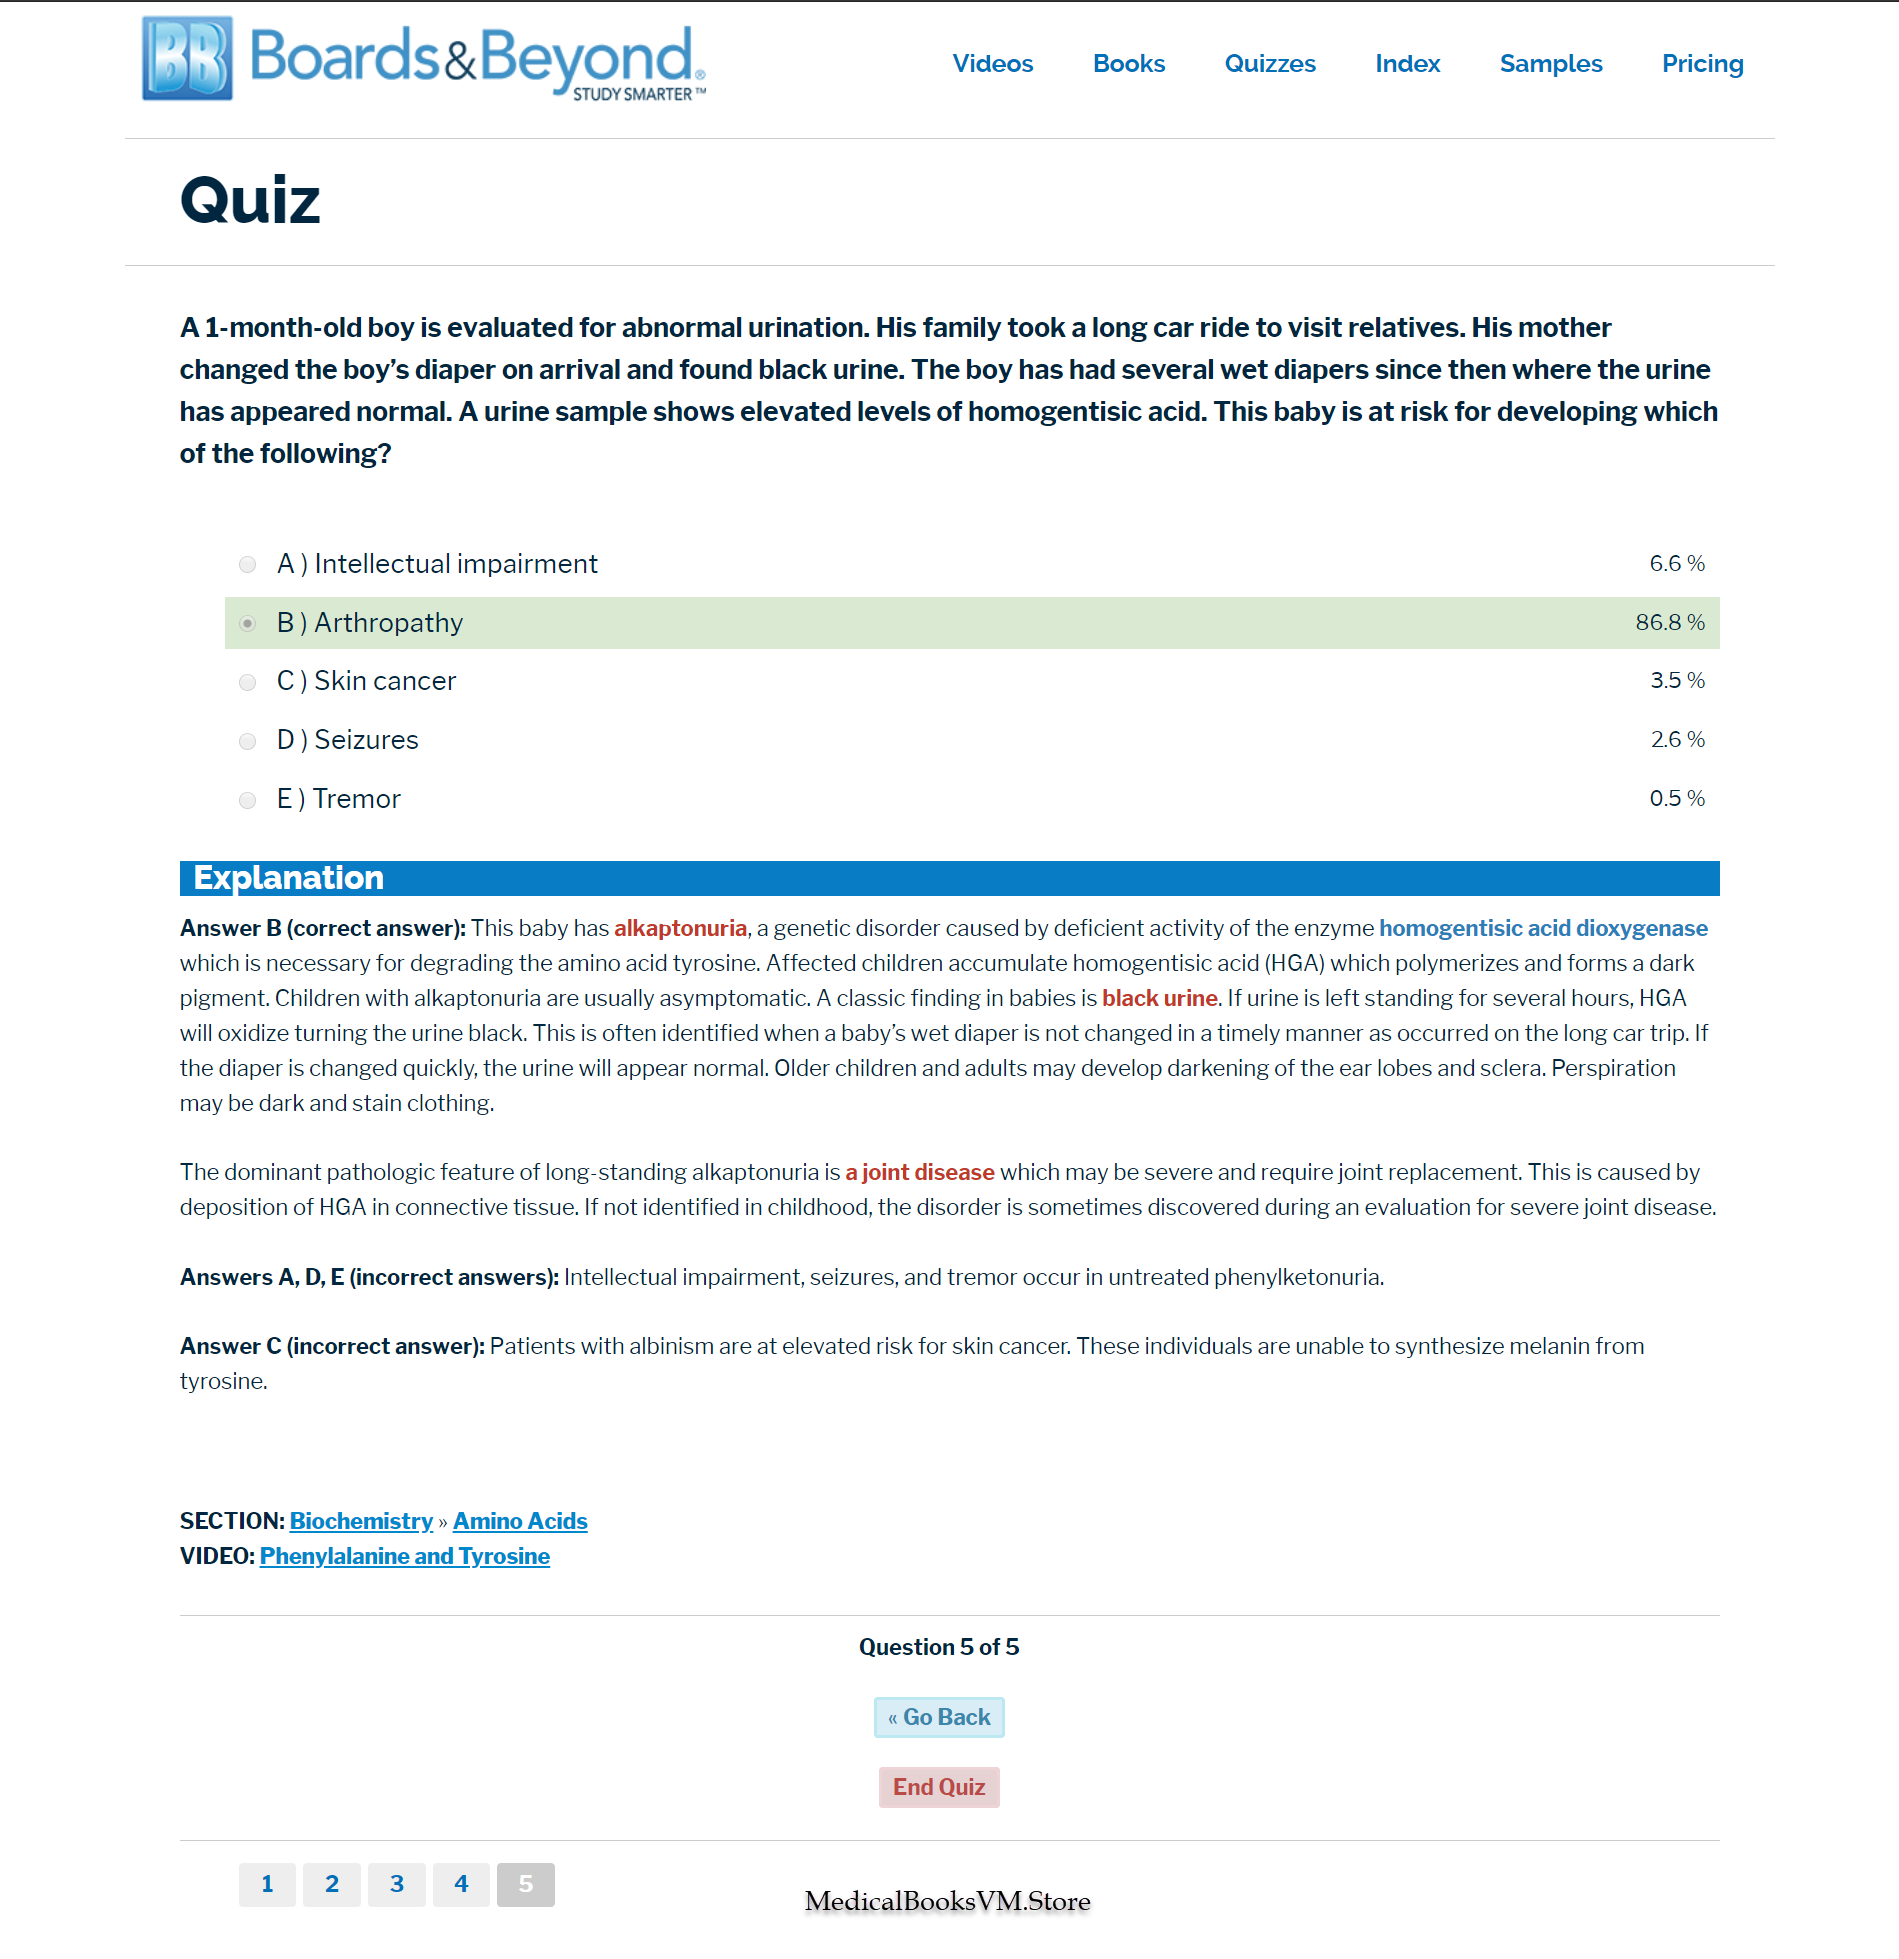 BB Boards&Beyond®
STUDY SMARTER™
Videos Books Quizzes Index Samples Pricing
Quiz
A 1-month-old boy is evaluated for abnormal urination. His family took a long car ride to visit relatives. His mother
changed the boy’s diaper on arrival and found black urine. The boy has had several wet diapers since then where the urine
has appeared normal. A urine sample shows elevated levels of homogentisic acid. This baby is at risk for developing which
of the following?
A ) Intellectual impairment 6.6 %
B ) Arthropathy 86.8 %
C ) Skin cancer 3.5 %
D ) Seizures 2.6 %
E ) Tremor 0.5 %
Explanation
Answer B (correct answer): This baby has alkaptonuria, a genetic disorder caused by deficient activity of the enzyme homogentisic acid dioxygenase
which is necessary for degrading the amino acid tyrosine. Affected children accumulate homogentisic acid (HGA) which polymerizes and forms a dark
pigment. Children with alkaptonuria are usually asymptomatic. A classic finding in babies is black urine. If urine is left standing for several hours, HGA
will oxidize turning the urine black. This is often identified when a baby’s wet diaper is not changed in a timely manner as occurred on the long car trip. If
the diaper is changed quickly, the urine will appear normal. Older children and adults may develop darkening of the ear lobes and sclera. Perspiration
may be dark and stain clothing.
The dominant pathologic feature of long-standing alkaptonuria is a joint disease which may be severe and require joint replacement. This is caused by
deposition of HGA in connective tissue. If not identified in childhood, the disorder is sometimes discovered during an evaluation for severe joint disease.
Answers A, D, E (incorrect answers): Intellectual impairment, seizures, and tremor occur in untreated phenylketonuria.
Answer C (incorrect answer): Patients with albinism are at elevated risk for skin cancer. These individuals are unable to synthesize melanin from
tyrosine.
SECTION: Biochemistry » Amino Acids
VIDEO: Phenylalanine and Tyrosine
Question 5 of 5
« Go Back
End Quiz
1 2 3 4 5
MedicalBooksVM.Store